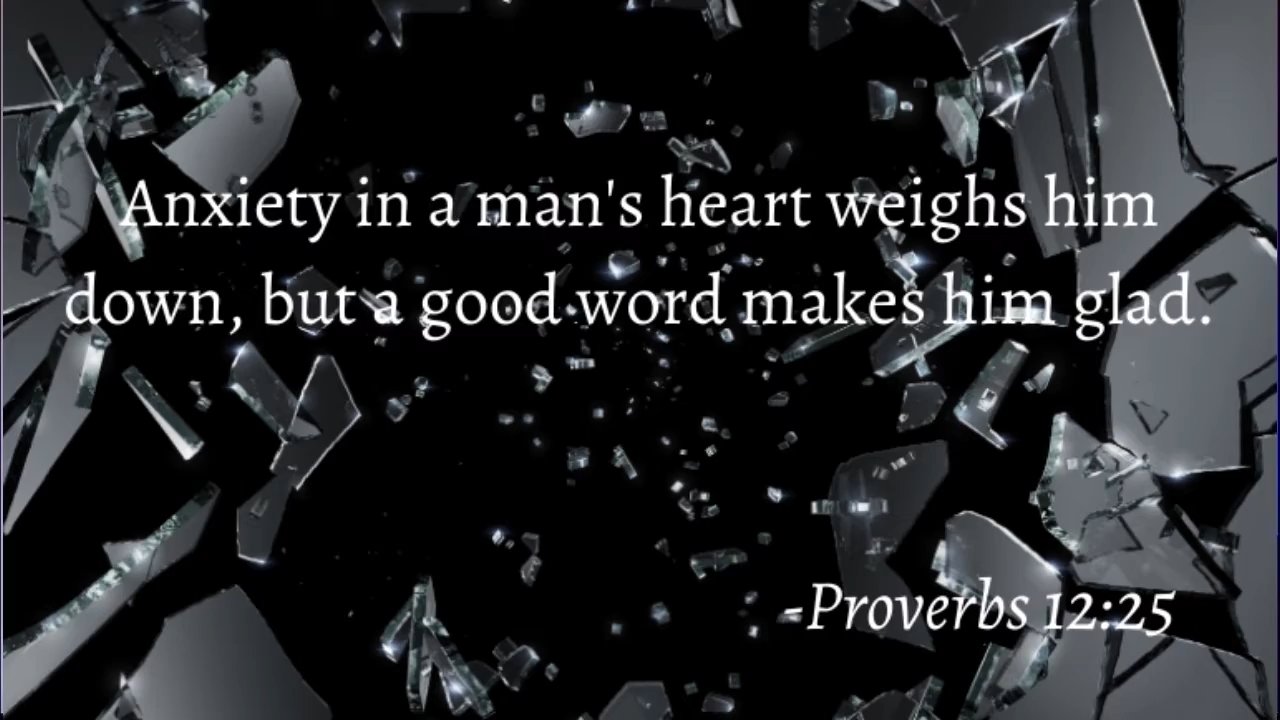 Anxiety in a man's heart weighs him
down, but a good word makes him glad.
-Proverbs 12:25